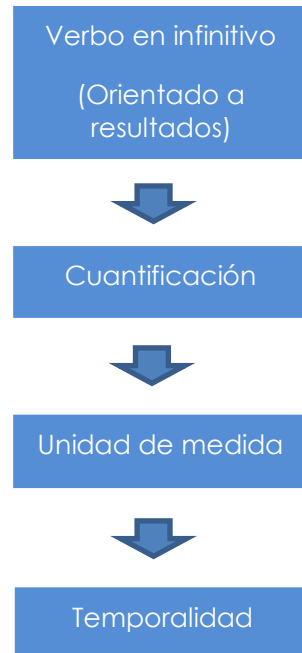 Verbo en infinitivo
(Orientado a
resultados)
Cuantificación
Unidad de medida
Temporalidad